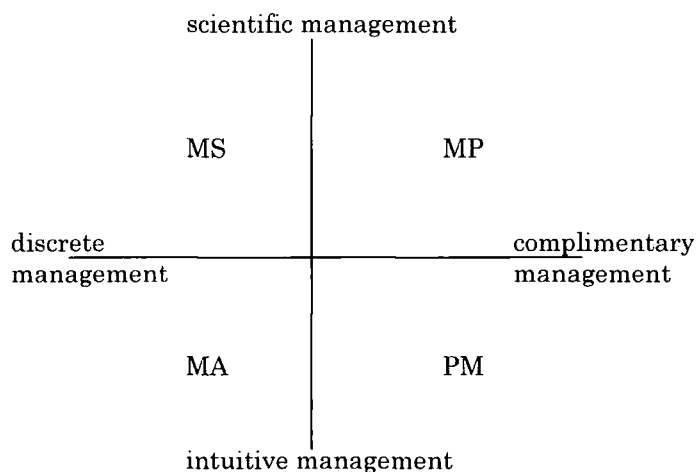 scientific management
MS MP
discrete complimentary
management management
MA PM
intuitive management